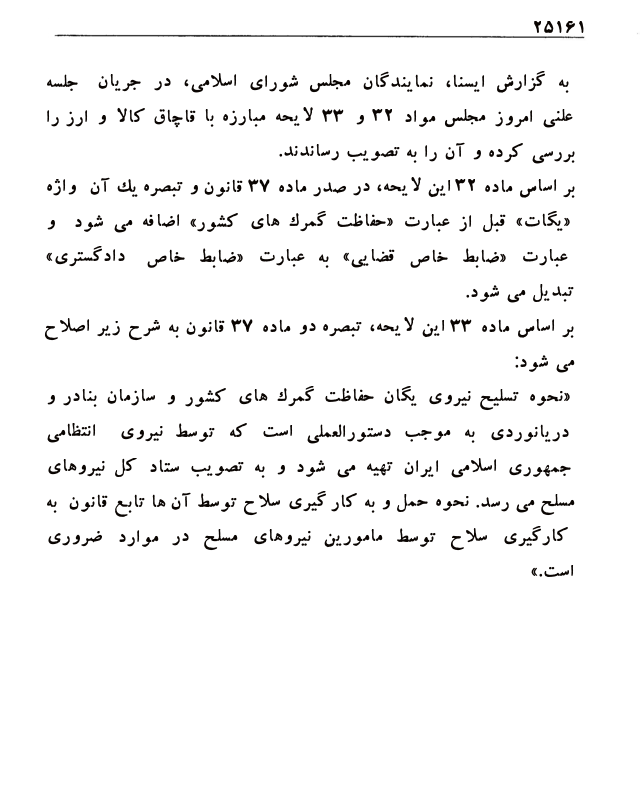 ۲۵۱۶۱
به گزارش ایسنا، نمایندگان مجلس شورای اسلامی، در جریان جلسه
علنی امروز مجلس مواد ۳۲ و ۳۳ لایحه مبارزه با قاچاق کالا و ارز را
بررسی کرده و آن را به تصویب رساندند.
بر اساس ماده ۳۲ این لایحه، در صدر ماده ۳۷ قانون و تبصره یك آن واژه
«یگات» قبل از عبارت «حفاظت گمرك های کشور» اضافه می شود و
عبارت «ضابط خاص قضایی» به عبارت «ضابط خاص دادگستری»
تبدیل می شود.
بر اساس ماده ۳۳ این لایحه، تبصره دو ماده ۳۷ قانون به شرح زیر اصلاح
می شود:
«نحوه تسلیح نیروی یگان حفاظت گمرك های کشور و سازمان بنادر و
دریانوردی به موجب دستورالعملی است که توسط نیروی انتظامی
جمهوری اسلامی ایران تهیه می شود و به تصویب ستاد کل نیروهای
مسلح می رسد. نحوه حمل و به کار گیری سلاح توسط آن ها تابع قانون به
کارگیری سلاح توسط مامورین نیروهای مسلح در موارد ضروری
است.»